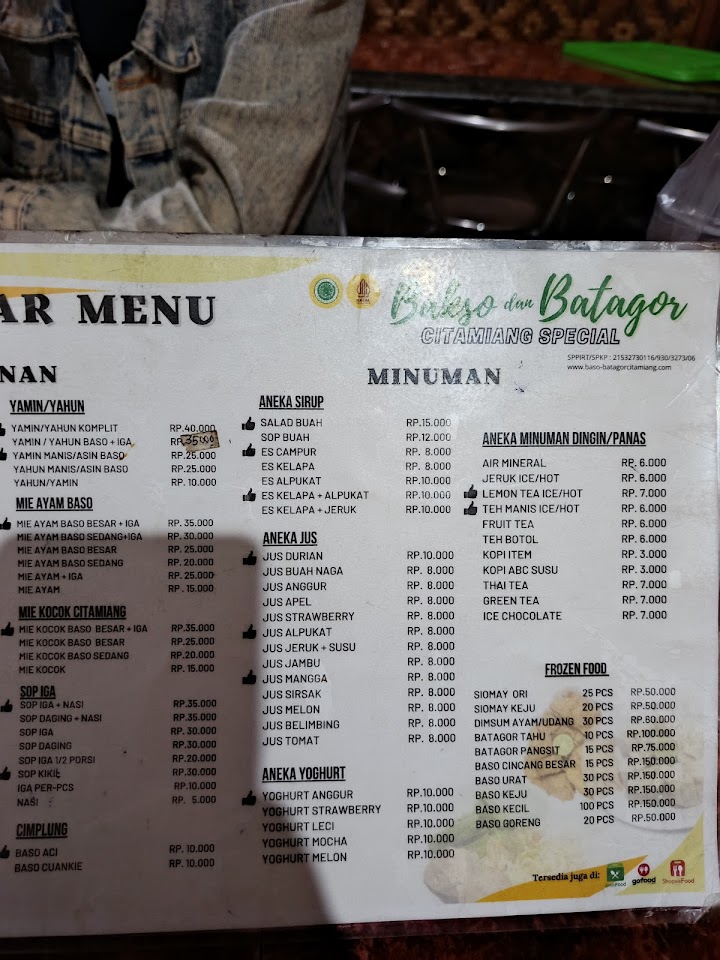 AR MENU
Bakso dan Batagor
CITAMIANG SPECIAL
SPPIRT/SPKP : 21532730116/930/3273/06
www.baso-batagorcitamiang.com
NAN
YAMIN/YAHUN
YAMIN/YAHUN KOMPLIT RP.40.000
YAMIN / YAHUN BASO + IGA RP.35.000
YAMIN MANIS/ASIN BASO RP.25.000
YAHUN MANIS/ASIN BASO RP.25.000
YAHUN/YAMIN RP. 10.000
MIE AYAM BASO
MIE AYAM BASO BESAR + IGA RP. 35.000
MIE AYAM BASO SEDANG+IGA RP. 30.000
MIE AYAM BASO BESAR RP. 25.000
MIE AYAM BASO SEDANG RP. 20.000
MIE AYAM + IGA RP. 25.000
MIE AYAM RP. 15.000
MIE KOCOK CITAMIANG
MIE KOCOK BASO BESAR + IGA RP.35.000
MIE KOCOK BASO BESAR RP.25.000
MIE KOCOK BASO SEDANG RP.20.000
MIE KOCOK RP. 15.000
SOP IGA
SOP IGA + NASI RP.35.000
SOP DAGING + NASI RP.35.000
SOP IGA RP.30.000
SOP DAGING RP.30.000
SOP IGA 1/2 PORSI RP.20.000
SOP KIKIL RP.30.000
IGA PER-PCS RP.10.000
NASI RP. 5.000
CIMPLUNG
BASO ACI RP. 10.000
BASO CUANKIE RP. 10.000
MINUMAN
ANEKA SIRUP
SALAD BUAH RP.15.000
SOP BUAH RP.12.000
ES CAMPUR RP. 8.000
ES KELAPA RP. 8.000
ES ALPUKAT RP.10.000
ES KELAPA + ALPUKAT RP.10.000
ES KELAPA + JERUK RP.10.000
ANEKA JUS
JUS DURIAN RP.10.000
JUS BUAH NAGA RP. 8.000
JUS ANGGUR RP. 8.000
JUS APEL RP. 8.000
JUS STRAWBERRY RP. 8.000
JUS ALPUKAT RP. 8.000
JUS JERUK + SUSU RP. 8.000
JUS JAMBU RP. 8.000
JUS MANGGA RP. 8.000
JUS SIRSAK RP. 8.000
JUS MELON RP. 8.000
JUS BELIMBING RP. 8.000
JUS TOMAT RP. 8.000
ANEKA YOGHURT
YOGHURT ANGGUR RP.10.000
YOGHURT STRAWBERRY RP.10.000
YOGHURT LECI RP.10.000
YOGHURT MOCHA RP.10.000
YOGHURT MELON RP.10.000
ANEKA MINUMAN DINGIN/PANAS
AIR MINERAL RP. 6.000
JERUK ICE/HOT RP. 6.000
LEMON TEA ICE/HOT RP. 7.000
TEH MANIS ICE/HOT RP. 6.000
FRUIT TEA RP. 6.000
TEH BOTOL RP. 6.000
KOPI ITEM RP. 3.000
KOPI ABC SUSU RP. 3.000
THAI TEA RP. 7.000
GREEN TEA RP. 7.000
ICE CHOCOLATE RP. 7.000
FROZEN FOOD
SIOMAY ORI 25 PCS RP.50.000
SIOMAY KEJU 20 PCS RP.50.000
DIMSUM AYAM/UDANG 30 PCS RP.60.000
BATAGOR TAHU 10 PCS RP.100.000
BATAGOR PANGSIT 15 PCS RP.75.000
BASO CINCANG BESAR 15 PCS RP.150.000
BASO URAT 30 PCS RP.150.000
BASO KEJU 30 PCS RP.150.000
BASO KECIL 100 PCS RP.150.000
BASO GORENG 20 PCS RP.50.000
Tersedia juga di: GrabFood gofood ShopeeFood